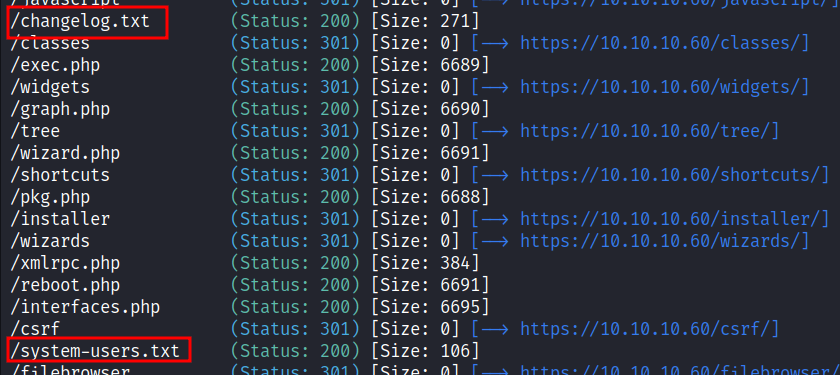 /javascript (Status: 301) [Size: 0] [--> https://10.10.10.60/javascript/]
/changelog.txt (Status: 200) [Size: 271]
/classes (Status: 301) [Size: 0] [--> https://10.10.10.60/classes/]
/exec.php (Status: 200) [Size: 6689]
/widgets (Status: 301) [Size: 0] [--> https://10.10.10.60/widgets/]
/graph.php (Status: 200) [Size: 6690]
/tree (Status: 301) [Size: 0] [--> https://10.10.10.60/tree/]
/wizard.php (Status: 200) [Size: 6691]
/shortcuts (Status: 301) [Size: 0] [--> https://10.10.10.60/shortcuts/]
/pkg.php (Status: 200) [Size: 6688]
/installer (Status: 301) [Size: 0] [--> https://10.10.10.60/installer/]
/wizards (Status: 301) [Size: 0] [--> https://10.10.10.60/wizards/]
/xmlrpc.php (Status: 200) [Size: 384]
/reboot.php (Status: 200) [Size: 6691]
/interfaces.php (Status: 200) [Size: 6695]
/csrf (Status: 301) [Size: 0] [--> https://10.10.10.60/csrf/]
/system-users.txt (Status: 200) [Size: 106]
/filebrowser (Status: 301) [Size: 0] [--> https://10.10.10.60/filebrowser/